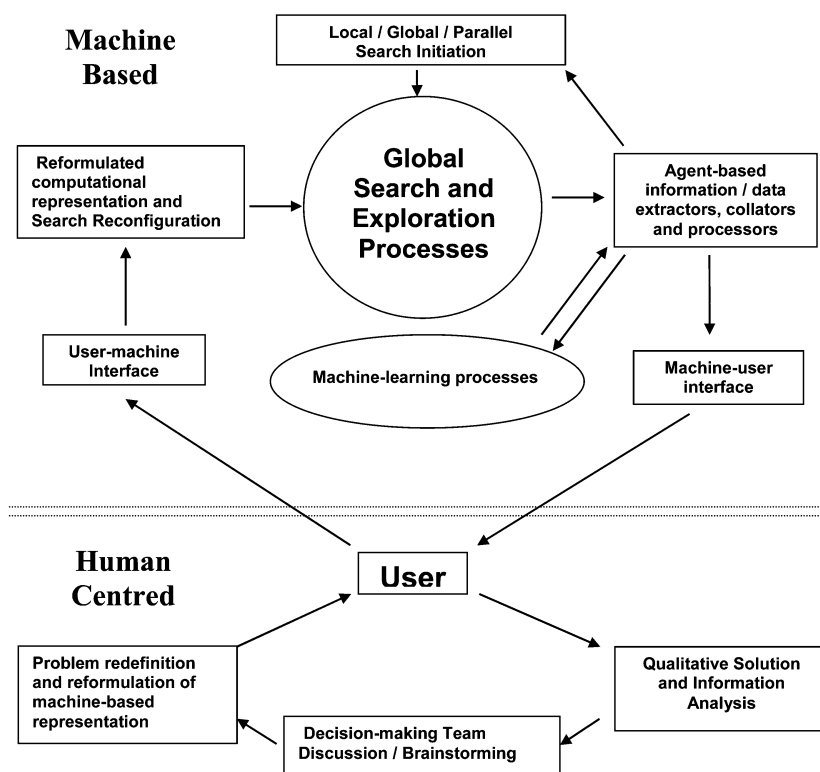 Machine
Based
Local / Global / Parallel
Search Initiation
Reformulated
computational
representation and
Search Reconfiguration
Global
Search and
Exploration
Processes
Agent-based
information / data
extractors, collators
and processors
User-machine
Interface
Machine-learning processes
Machine-user
interface
Human
Centred
User
Problem redefinition
and reformulation of
machine-based
representation
Qualitative Solution
and Information
Analysis
Decision-making Team
Discussion / Brainstorming